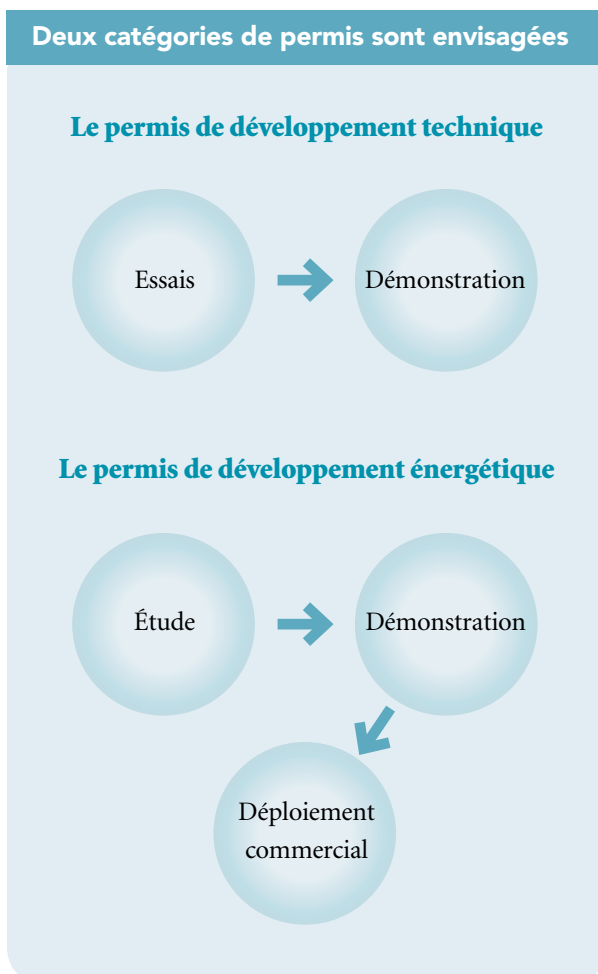 Deux catégories de permis sont envisagées
Le permis de développement technique
Essais
Démonstration
Le permis de développement énergétique
Étude
Démonstration
Déploiement
commercial